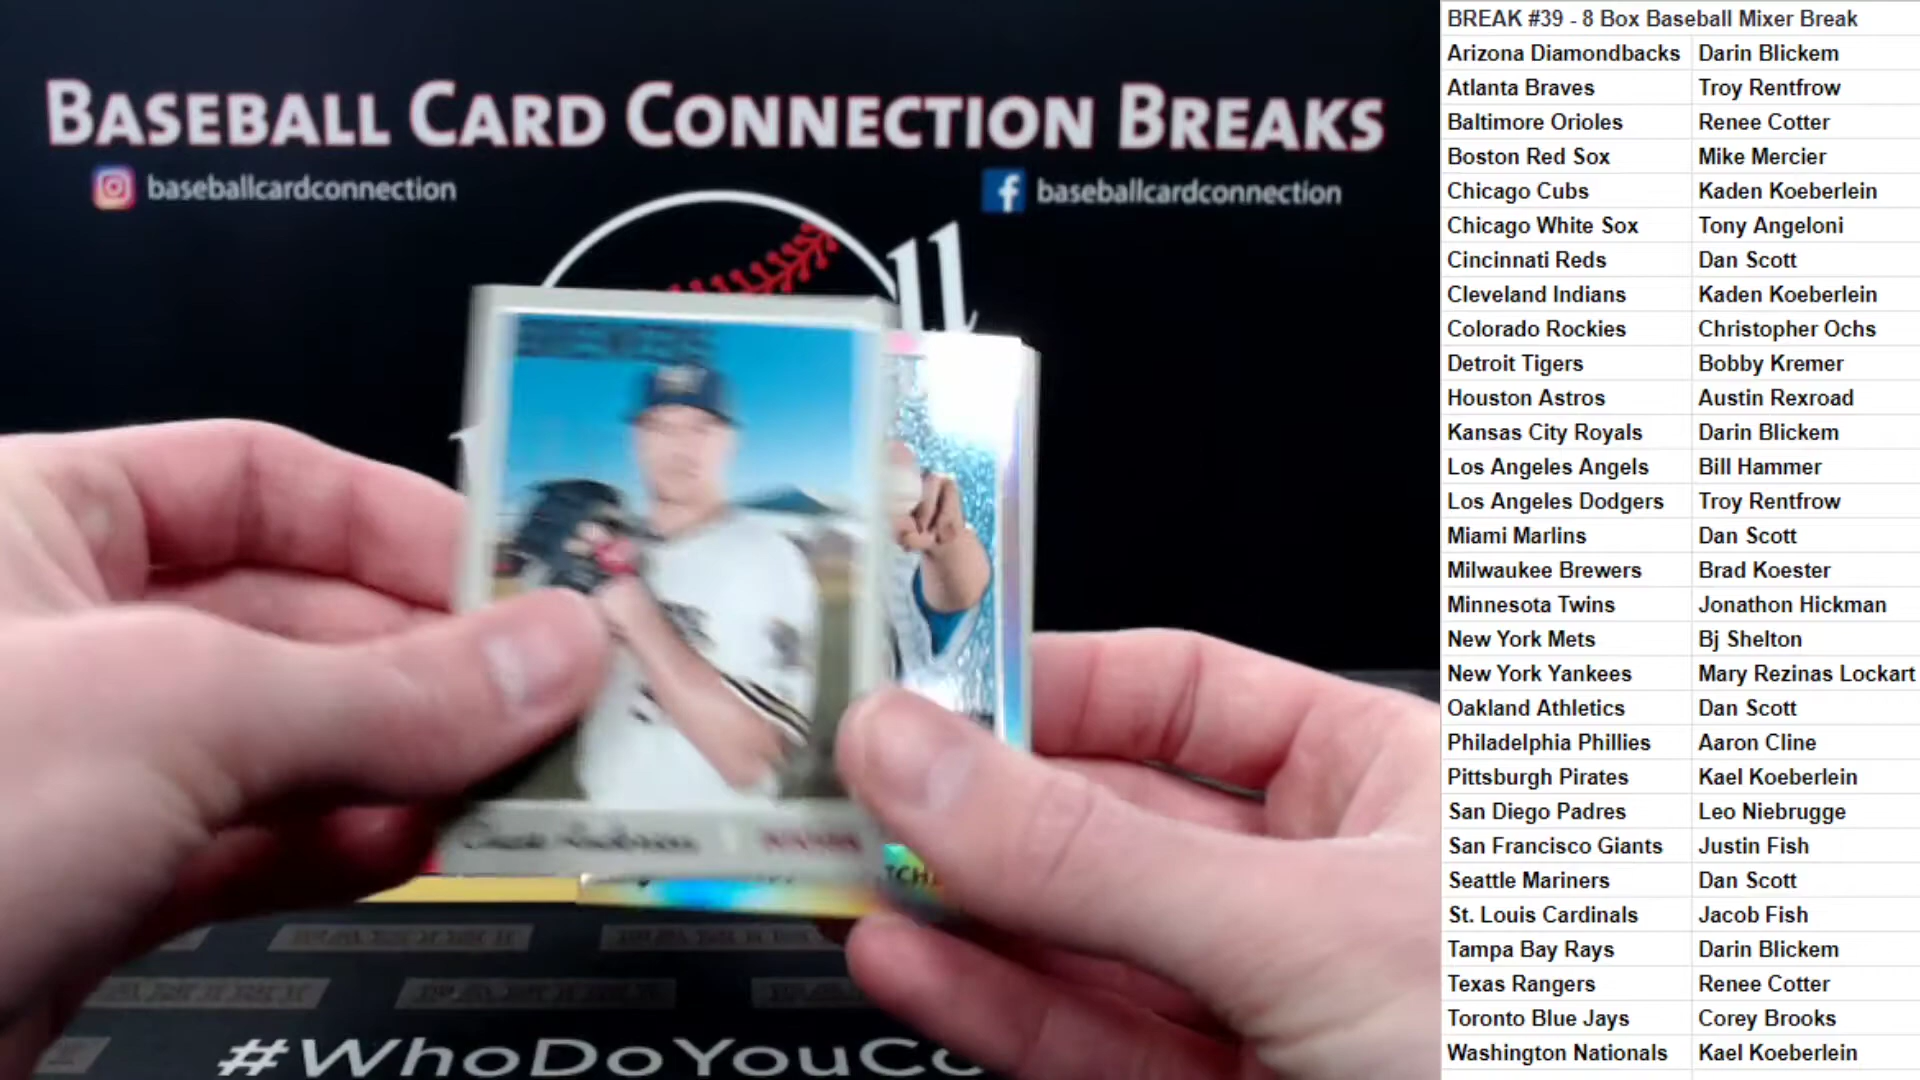 BASEBALL CARD CONNECTION BREAKS
baseballcardconnection
baseballcardconnection
BREWERS
#WHODOYOUCO
BREAK #39 - 8 Box Baseball Mixer Break
Arizona Diamondbacks Darin Blickem
Atlanta Braves Troy Rentfrow
Baltimore Orioles Renee Cotter
Boston Red Sox Mike Mercier
Chicago Cubs Kaden Koeberlein
Chicago White Sox Tony Angeloni
Cincinnati Reds Dan Scott
Cleveland Indians Kaden Koeberlein
Colorado Rockies Christopher Ochs
Detroit Tigers Bobby Kremer
Houston Astros Austin Rexroad
Kansas City Royals Darin Blickem
Los Angeles Angels Bill Hammer
Los Angeles Dodgers Troy Rentfrow
Miami Marlins Dan Scott
Milwaukee Brewers Brad Koester
Minnesota Twins Jonathon Hickman
New York Mets Bj Shelton
New York Yankees Mary Rezinas Lockart
Oakland Athletics Dan Scott
Philadelphia Phillies Aaron Cline
Pittsburgh Pirates Kael Koeberlein
San Diego Padres Leo Niebrugge
San Francisco Giants Justin Fish
Seattle Mariners Dan Scott
St. Louis Cardinals Jacob Fish
Tampa Bay Rays Darin Blickem
Texas Rangers Renee Cotter
Toronto Blue Jays Corey Brooks
Washington Nationals Kael Koeberlein